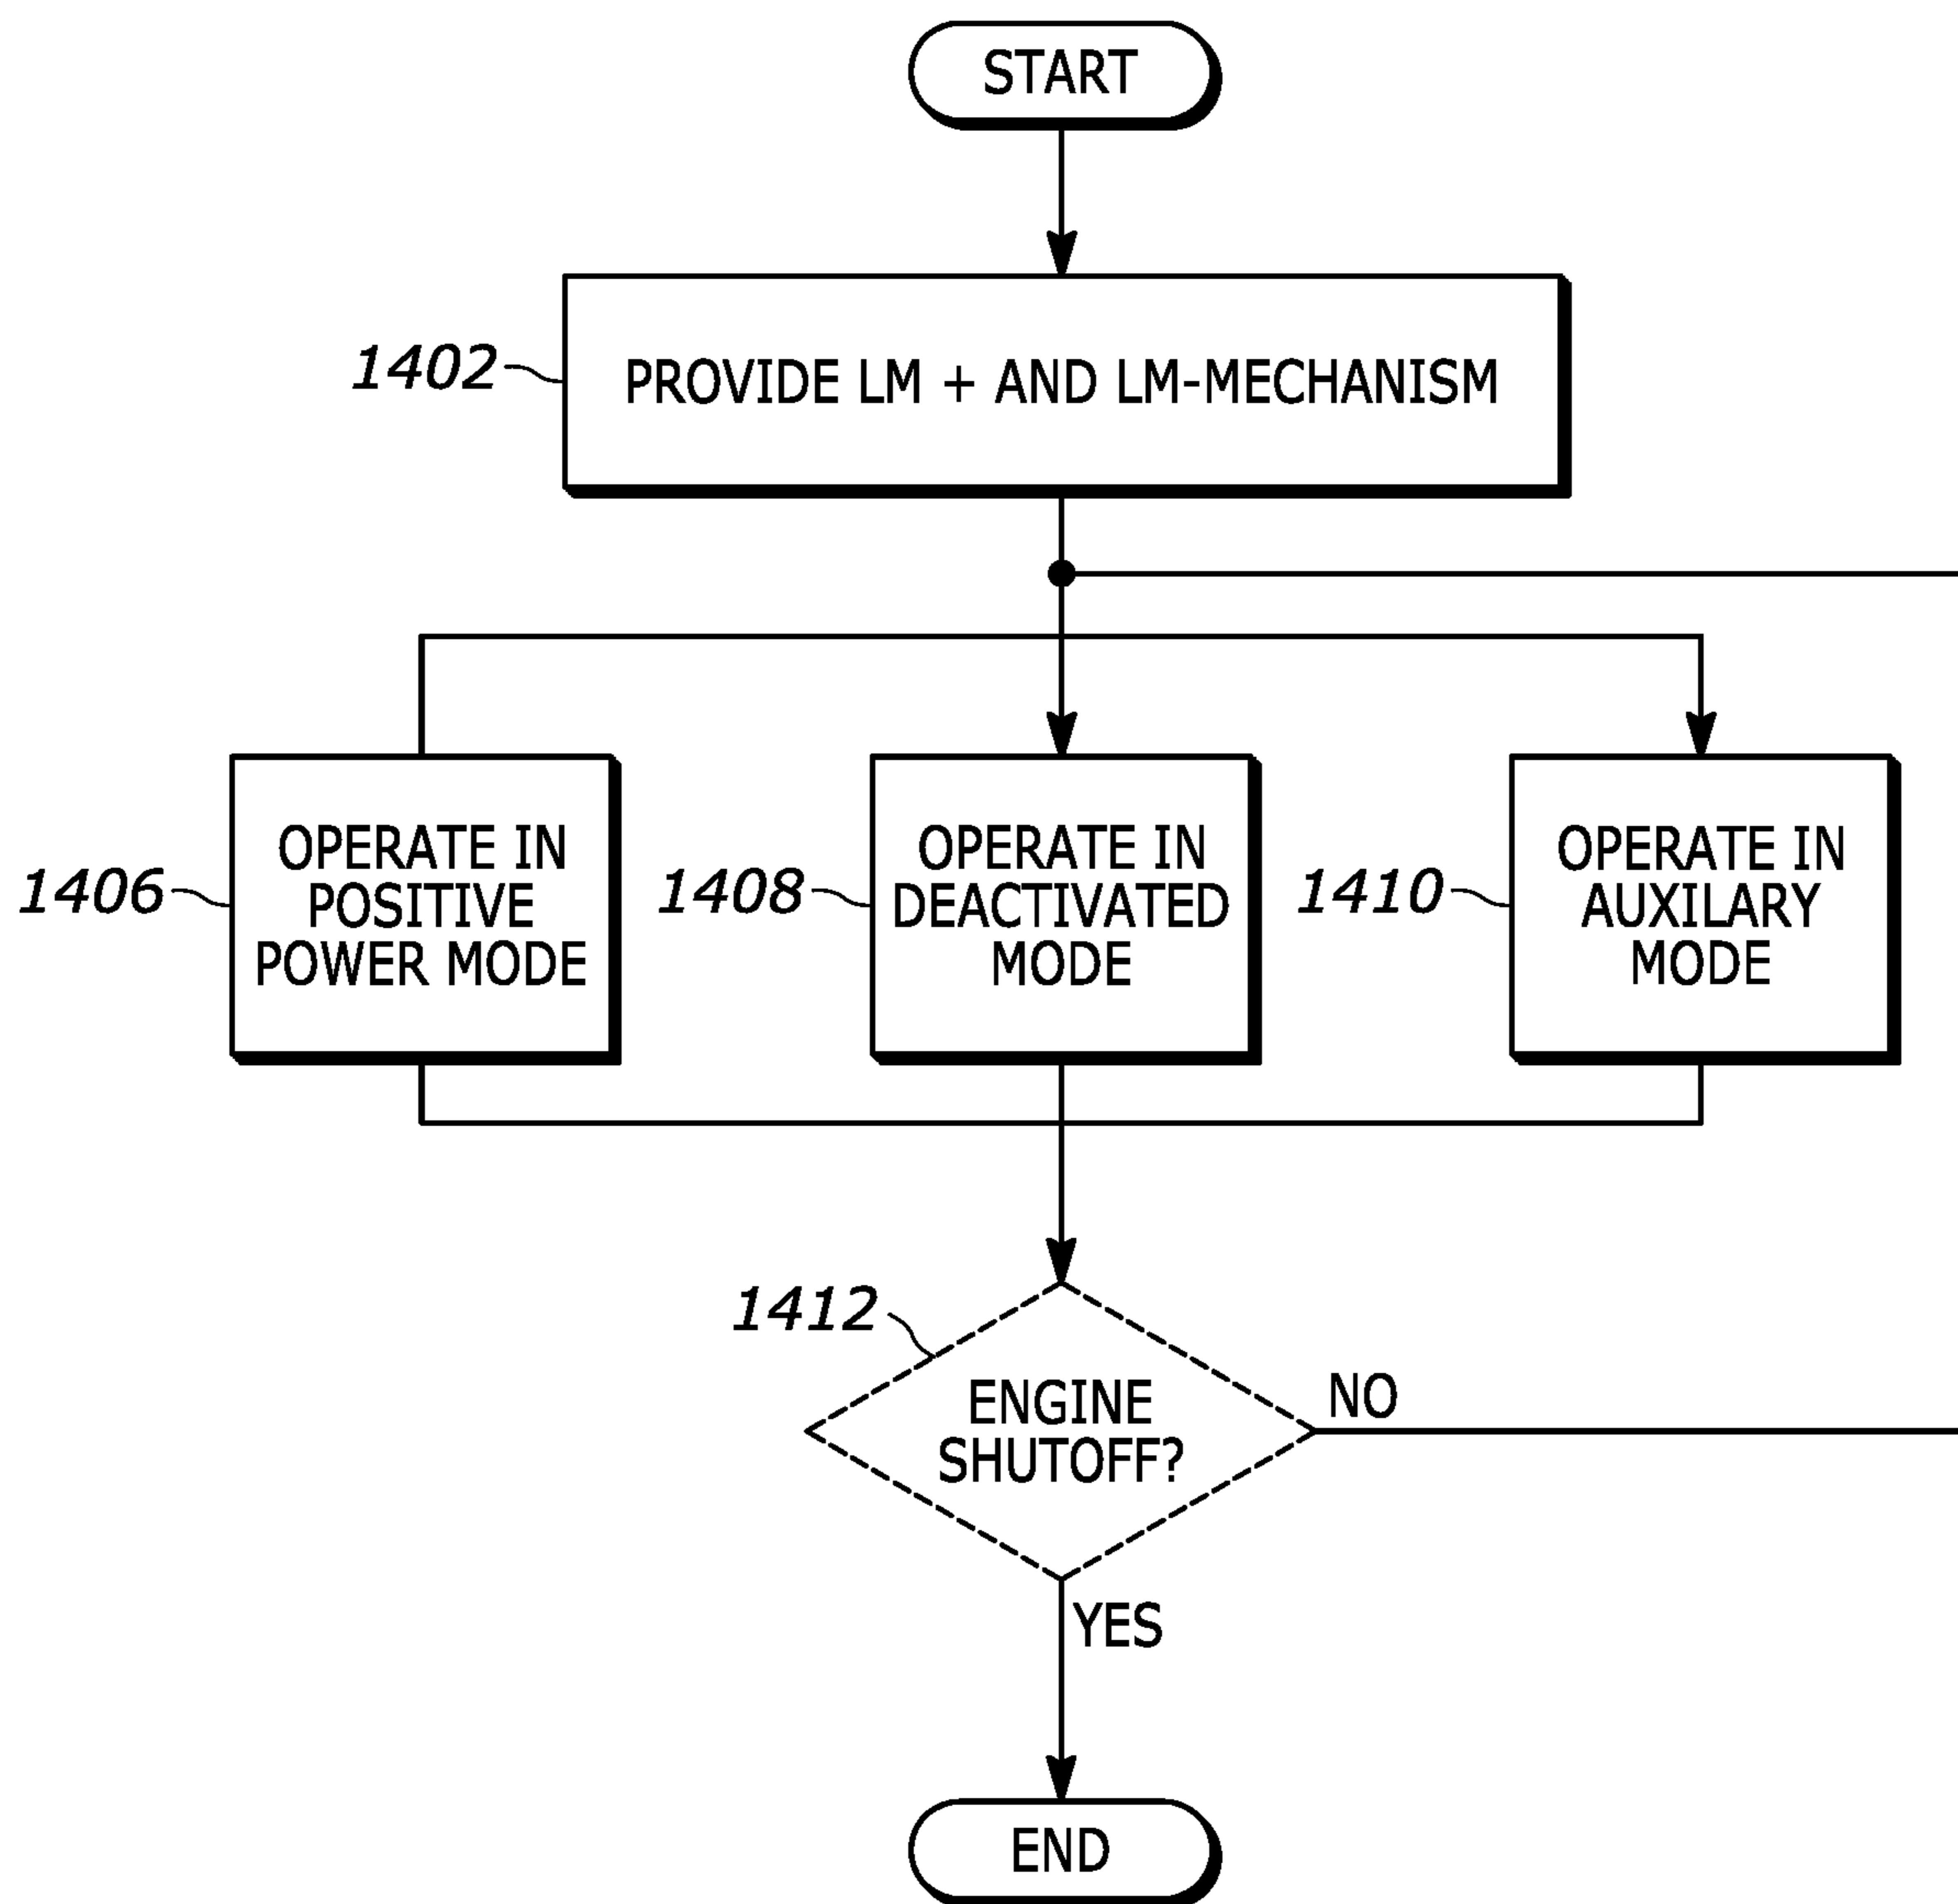 START
1402
PROVIDE LM + AND LM-MECHANISM
1406
OPERATE IN
POSITIVE
POWER MODE
1408
OPERATE IN
DEACTIVATED
MODE
1410
OPERATE IN
AUXILARY
MODE
1412
ENGINE
SHUTOFF?
NO
YES
END